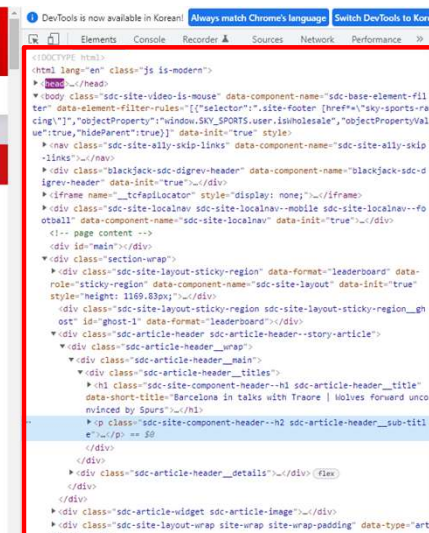 DevTools is now available in Korean! Always match Chrome's language Switch DevTools to Kore
Elements Console Recorder Sources Network Performance »
<!DOCTYPE html>
<html lang="en" class="js is-modern">
▶<head>…</head>
▼<body class="sdc-site-video-is-mouse" data-component-name="sdc-base-element-fil
ter" data-element-filter-rules="[{"selector":".site-footer [href*=\"sky-sports-ra
cing\"]","objectProperty":"window.SKY_SPORTS.user.isWholesale","objectPropertyVal
ue":true,"hideParent":true}]" data-init="true" style>
▶<nav class="sdc-site-ally-skip-links" data-component-name="sdc-site-ally-skip
-links">…</nav>
▶<div class="blackjack-sdc-digrev-header" data-component-name="blackjack-sdc-d
igrev-header" data-init="true">…</div>
▶<iframe name="__tcfapiLocator" style="display: none;">…</iframe>
▶<div class="sdc-site-localnav sdc-site-localnav--mobile sdc-site-localnav--fo
otball" data-component-name="sdc-site-localnav" data-init="true">…</div>
<!-- page content -->
<div id="main"></div>
▼<div class="section-wrap">
▶<div class="sdc-site-layout-sticky-region" data-format="leaderboard" data-
role="sticky-region" data-component-name="sdc-site-layout" data-init="true"
style="height: 1169.83px;">…</div>
<div class="sdc-site-layout-sticky-region sdc-site-layout-sticky-region__gh
ost" id="ghost-1" data-format="leaderboard"></div>
▼<div class="sdc-article-header sdc-article-header--story-article">
▼<div class="sdc-article-header__wrap">
▼<div class="sdc-article-header__main">
▼<div class="sdc-article-header__titles">
▶<h1 class="sdc-site-component-header--h1 sdc-article-header__title"
data-short-title="Barcelona in talks with Traore | Wolves forward unco
nvinced by Spurs">…</h1>
▶<p class="sdc-site-component-header--h2 sdc-article-header__sub-titl
e">…</p> == $0
</div>
</div>
▶<div class="sdc-article-header__details">…</div> flex
</div>
</div>
▶<div class="sdc-article-widget sdc-article-image">…</div>
▶<div class="sdc-site-layout-wrap site-wrap site-wrap-padding" data-type="art